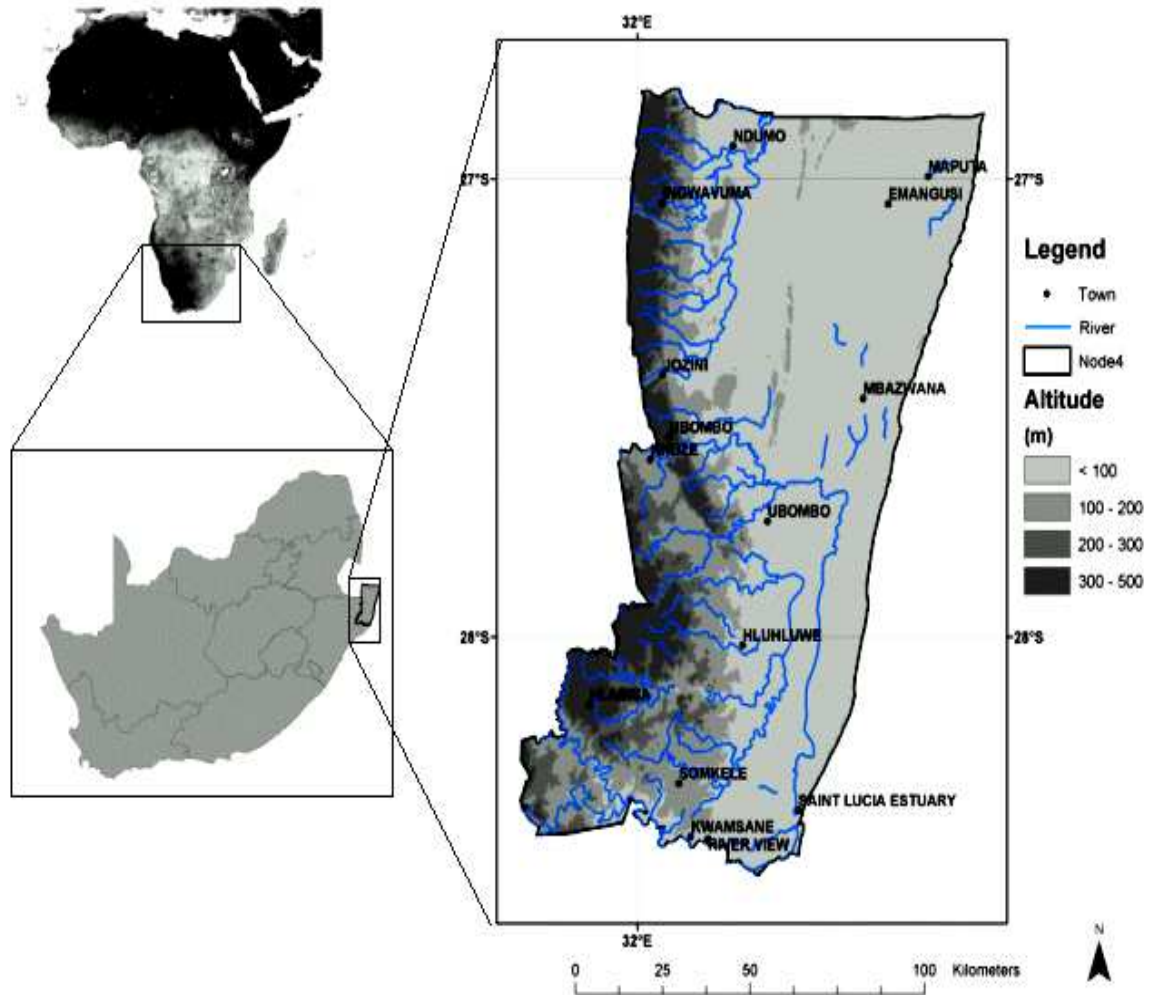 32°E
NDUMO
MAPUTA
27°S
27°S
INGWAVUMA
EMANGUSI
Legend
Town
River
Node4
JOZINI
MBAZWANA
Altitude
(m)
UBOMBO
MKUZE
< 100
100 - 200
UBOMBO
200 - 300
300 - 500
28°S
28°S
HLUHLUWE
HLABISA
SOMKELE
SAINT LUCIA ESTUARY
KWAMSANE
RIVER VIEW
32°E
N
0 25 50 100 Kilometers